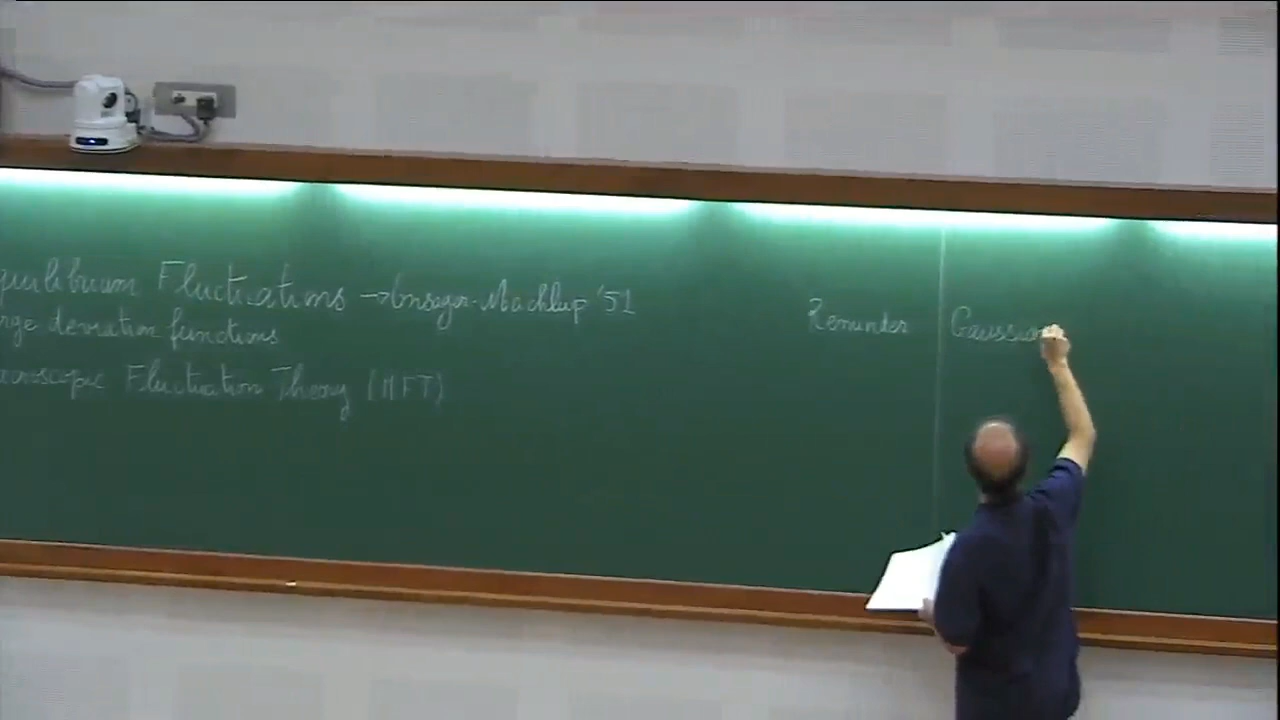 quilibrium Fluctuations → Onsager-Machlup '51
rge deviation functions
roscopic Fluctuation Theory (MFT)
Reminder Gaussian